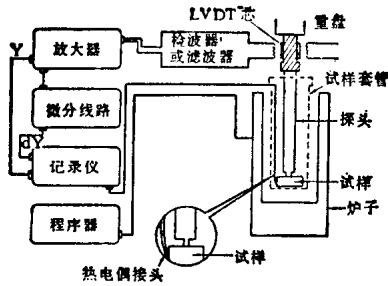 LVDT芯
重盘
Y
放大器
检波器
或滤波器
试样套管
微分线路
探头
dY
记录仪
试样
炉子
程序器
试样
热电偶接头